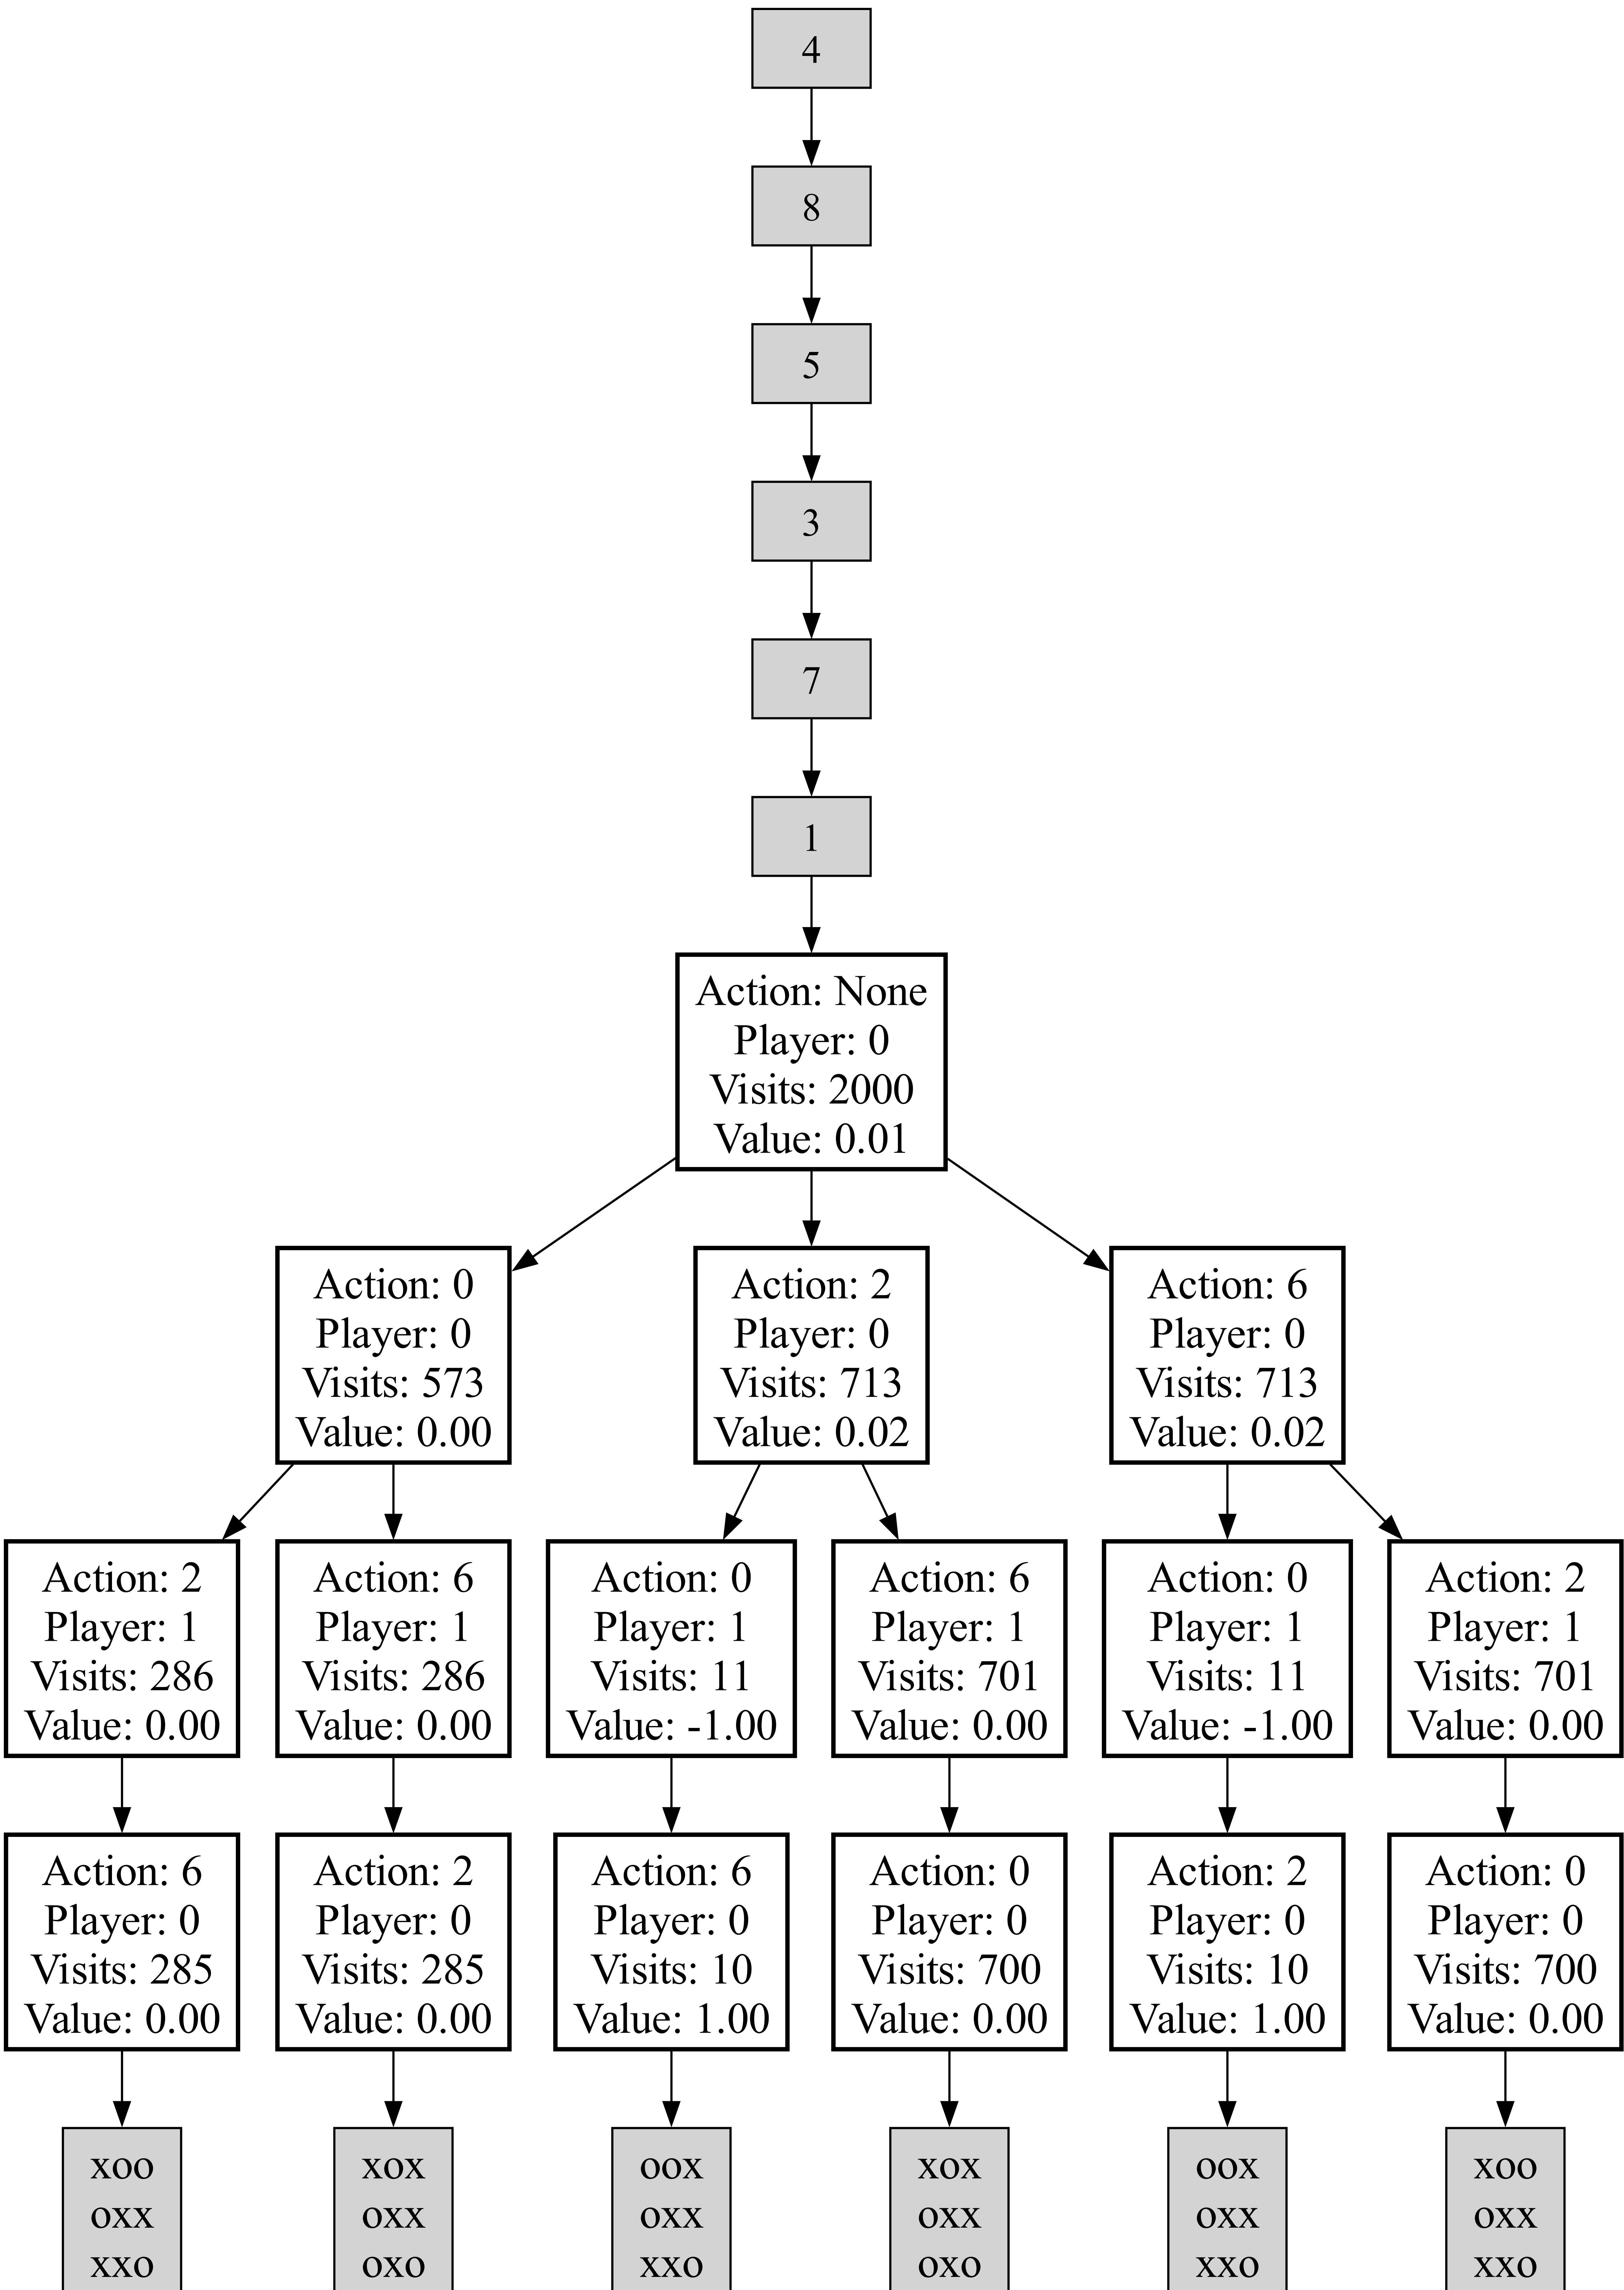 4
8
5
3
7
1
Action: None
Player: 0
Visits: 2000
Value: 0.01
Action: 0
Player: 0
Visits: 573
Value: 0.00
Action: 2
Player: 0
Visits: 713
Value: 0.02
Action: 6
Player: 0
Visits: 713
Value: 0.02
Action: 2
Player: 1
Visits: 286
Value: 0.00
Action: 6
Player: 1
Visits: 286
Value: 0.00
Action: 0
Player: 1
Visits: 11
Value: -1.00
Action: 6
Player: 1
Visits: 701
Value: 0.00
Action: 0
Player: 1
Visits: 11
Value: -1.00
Action: 2
Player: 1
Visits: 701
Value: 0.00
Action: 6
Player: 0
Visits: 285
Value: 0.00
Action: 2
Player: 0
Visits: 285
Value: 0.00
Action: 6
Player: 0
Visits: 10
Value: 1.00
Action: 0
Player: 0
Visits: 700
Value: 0.00
Action: 2
Player: 0
Visits: 10
Value: 1.00
Action: 0
Player: 0
Visits: 700
Value: 0.00
xoo
oxx
xxo
xox
oxx
oxo
oox
oxx
xxo
xox
oxx
oxo
oox
oxx
xxo
xoo
oxx
xxo